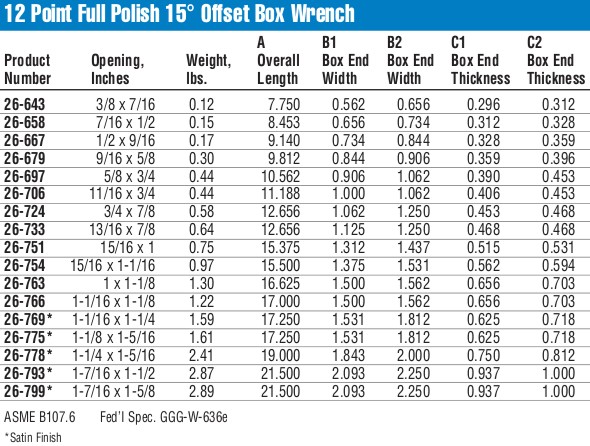 12 Point Full Polish 15° Offset Box Wrench
A B1 B2 C1 C2
Product Opening, Weight, Overall Box End Box End Box End Box End
Number Inches lbs. Length Width Width Thickness Thickness
26-643 3/8 x 7/16 0.12 7.750 0.562 0.656 0.296 0.312
26-658 7/16 x 1/2 0.15 8.453 0.656 0.734 0.312 0.328
26-667 1/2 x 9/16 0.17 9.140 0.734 0.844 0.328 0.359
26-679 9/16 x 5/8 0.30 9.812 0.844 0.906 0.359 0.396
26-697 5/8 x 3/4 0.44 10.562 0.906 1.062 0.390 0.453
26-706 11/16 x 3/4 0.44 11.188 1.000 1.062 0.406 0.453
26-724 3/4 x 7/8 0.58 12.656 1.062 1.250 0.453 0.468
26-733 13/16 x 7/8 0.64 12.656 1.125 1.250 0.468 0.468
26-751 15/16 x 1 0.75 15.375 1.312 1.437 0.515 0.531
26-754 15/16 x 1-1/16 0.97 15.500 1.375 1.531 0.562 0.594
26-763 1 x 1-1/8 1.30 16.625 1.500 1.562 0.656 0.703
26-766 1-1/16 x 1-1/8 1.22 17.000 1.500 1.562 0.656 0.703
26-769* 1-1/16 x 1-1/4 1.59 17.250 1.531 1.812 0.625 0.718
26-775* 1-1/8 x 1-5/16 1.61 17.250 1.531 1.812 0.625 0.718
26-778* 1-1/4 x 1-5/16 2.41 19.000 1.843 2.000 0.750 0.812
26-793* 1-7/16 x 1-1/2 2.87 21.500 2.093 2.250 0.937 1.000
26-799* 1-7/16 x 1-5/8 2.89 21.500 2.093 2.250 0.937 1.000
ASME B107.6 Fed'l Spec. GGG-W-636e
*Satin Finish